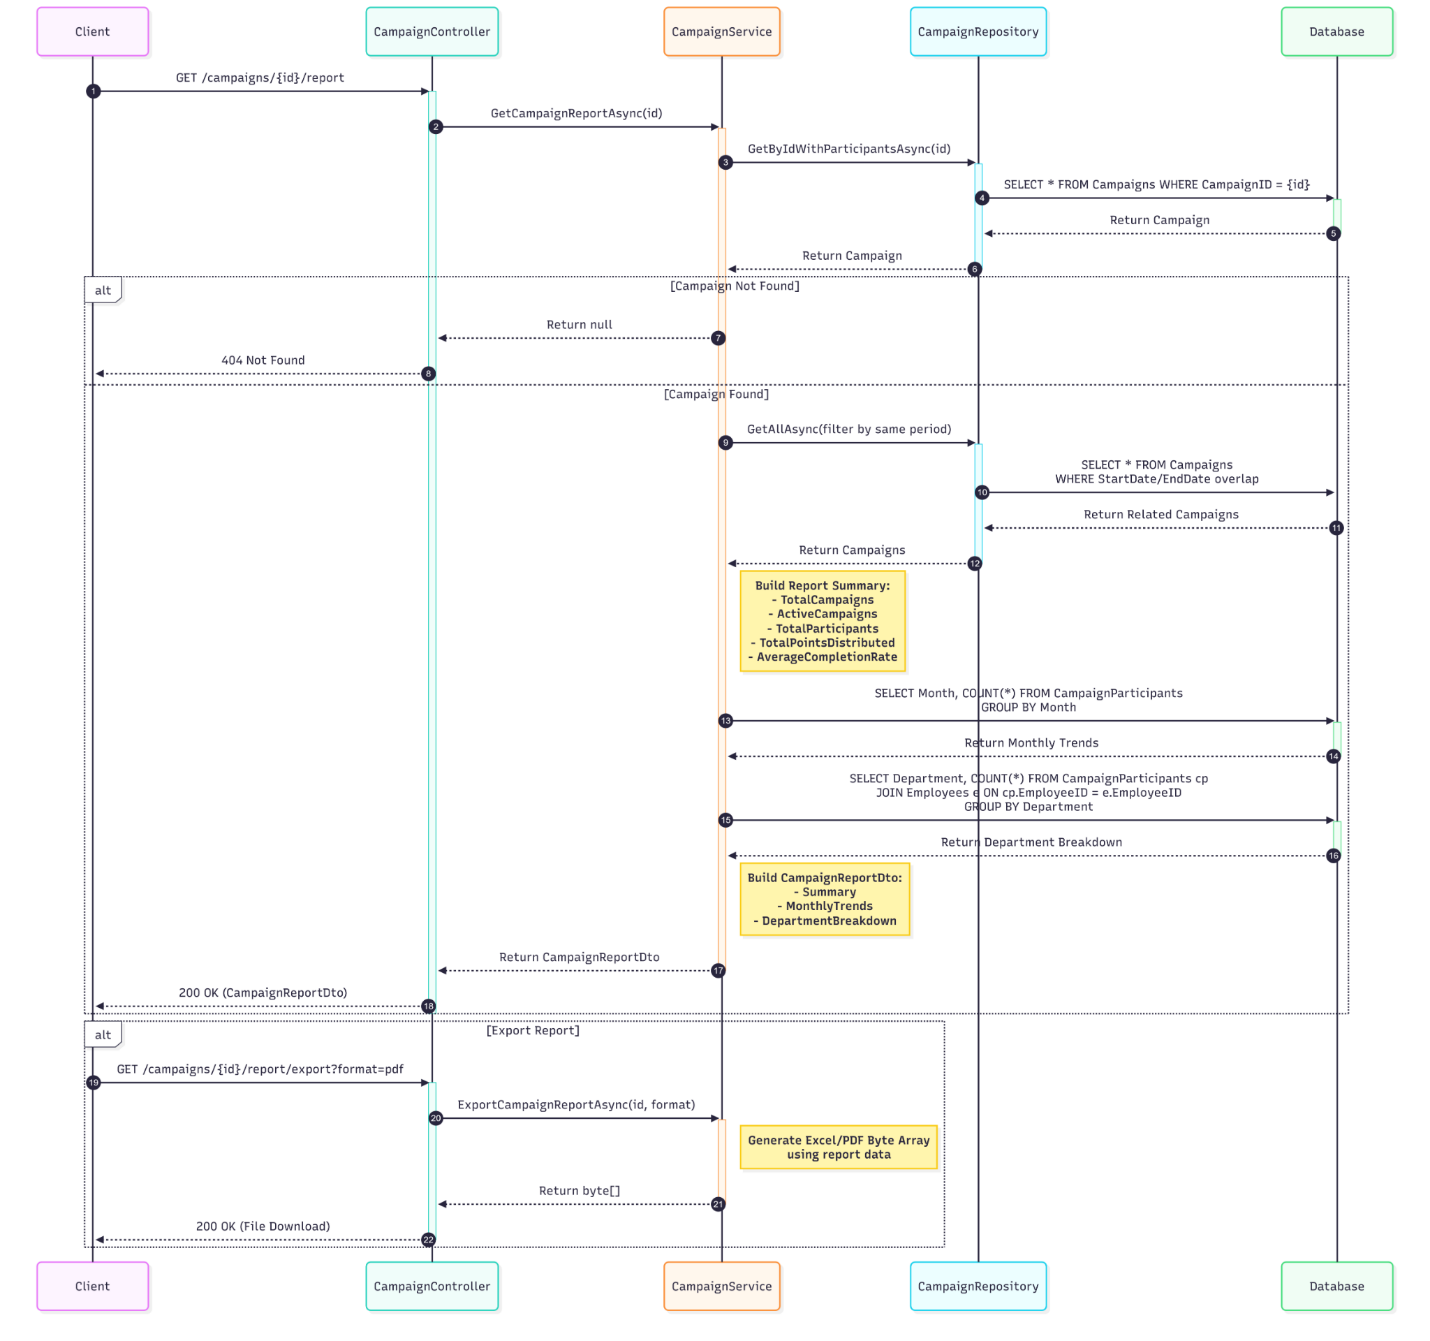 Client
CampaignController
CampaignService
CampaignRepository
Database
GET /campaigns/{id}/report
1
GetCampaignReportAsync(id)
2
GetByIdWithParticipantsAsync(id)
3
SELECT * FROM Campaigns WHERE CampaignID = {id}
4
Return Campaign
5
Return Campaign
6
alt
[Campaign Not Found]
Return null
7
404 Not Found
8
[Campaign Found]
GetAllAsync(filter by same period)
9
SELECT * FROM Campaigns
WHERE StartDate/EndDate overlap
10
Return Related Campaigns
11
Return Campaigns
12
Build Report Summary:
- TotalCampaigns
- ActiveCampaigns
- TotalParticipants
- TotalPointsDistributed
- AverageCompletionRate
SELECT Month, COUNT(*) FROM CampaignParticipants
GROUP BY Month
13
Return Monthly Trends
14
SELECT Department, COUNT(*) FROM CampaignParticipants cp
JOIN Employees e ON cp.EmployeeID = e.EmployeeID
GROUP BY Department
15
Return Department Breakdown
16
Build CampaignReportDto:
- Summary
- MonthlyTrends
- DepartmentBreakdown
Return CampaignReportDto
17
200 OK (CampaignReportDto)
18
alt
[Export Report]
GET /campaigns/{id}/report/export?format=pdf
19
ExportCampaignReportAsync(id, format)
20
Generate Excel/PDF Byte Array
using report data
Return byte[]
21
200 OK (File Download)
22
Client
CampaignController
CampaignService
CampaignRepository
Database